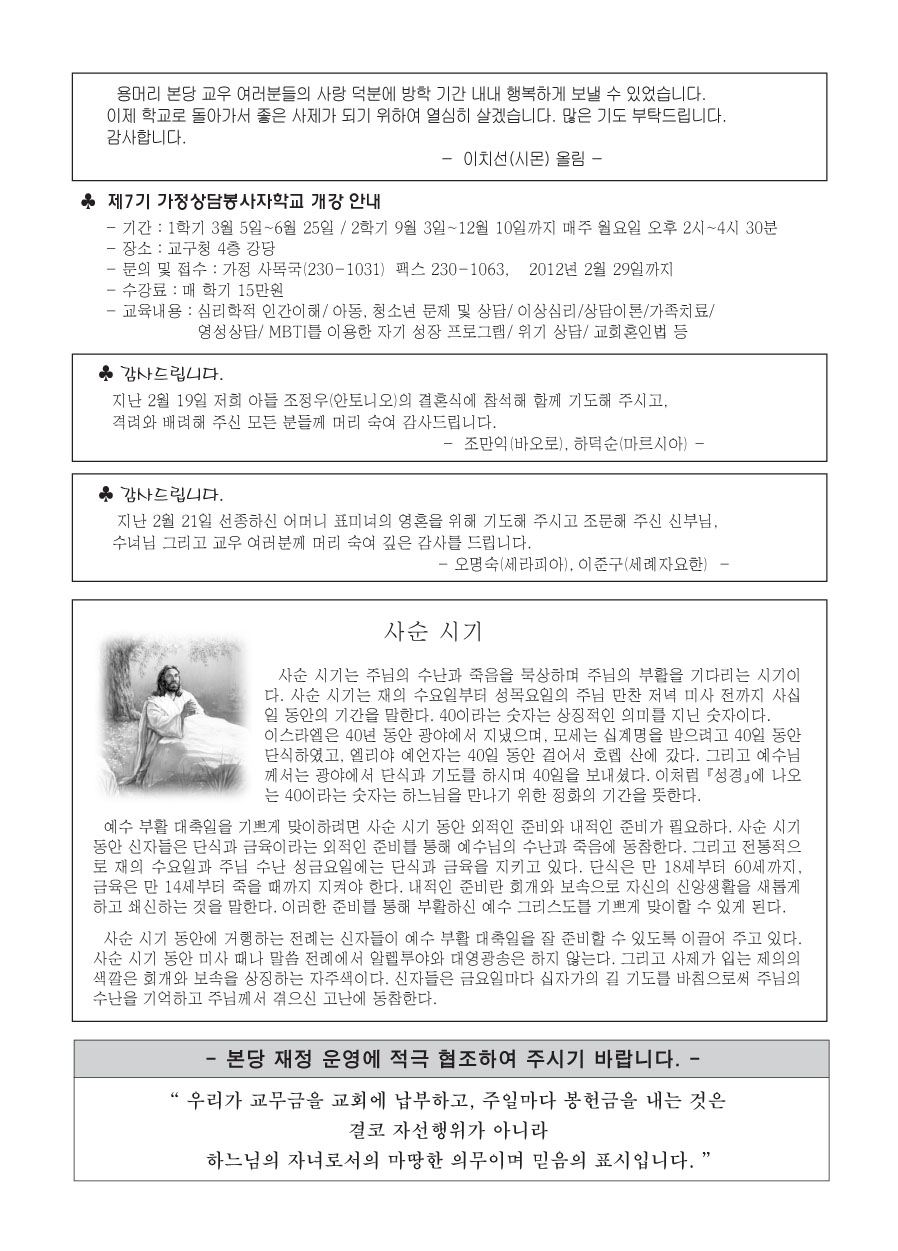 용머리 본당 교우 여러분들의 사랑 덕분에 방학 기간 내내 행복하게 보낼 수 있었습니다.
이제 학교로 돌아가서 좋은 사제가 되기 위하여 열심히 살겠습니다. 많은 기도 부탁드립니다.
감사합니다.
- 이치선(시몬) 올림 -
♣ 제7기 가정상담봉사자학교 개강 안내
- 기간 : 1학기 3월 5일~6월 25일 / 2학기 9월 3일~12월 10일까지 매주 월요일 오후 2시~4시 30분
- 장소 : 교구청 4층 강당
- 문의 및 접수 : 가정 사목국(230-1031) 팩스 230-1063, 2012년 2월 29일까지
- 수강료 : 매 학기 15만원
- 교육내용 : 심리학적 인간이해/ 아동, 청소년 문제 및 상담/ 이상심리/상담이론/가족치료/
영성상담/ MBTI를 이용한 자기 성장 프로그램/ 위기 상담/ 교회혼인법 등
♣ 감사드립니다.
지난 2월 19일 저희 아들 조정우(안토니오)의 결혼식에 참석해 함께 기도해 주시고,
격려와 배려해 주신 모든 분들께 머리 숙여 감사드립니다.
- 조만익(바오로), 하덕순(마르시아) -
♣ 감사드립니다.
지난 2월 21일 선종하신 어머니 표미녀의 영혼을 위해 기도해 주시고 조문해 주신 신부님,
수녀님 그리고 교우 여러분께 머리 숙여 깊은 감사를 드립니다.
- 오명숙(세라피아), 이준구(세례자요한) -
사순 시기
사순 시기는 주님의 수난과 죽음을 묵상하며 주님의 부활을 기다리는 시기이
다. 사순 시기는 재의 수요일부터 성목요일의 주님 만찬 저녁 미사 전까지 사십
일 동안의 기간을 말한다. 40이라는 숫자는 상징적인 의미를 지닌 숫자이다.
이스라엘은 40년 동안 광야에서 지냈으며, 모세는 십계명을 받으려고 40일 동안
단식하였고, 엘리야 예언자는 40일 동안 걸어서 호렙 산에 갔다. 그리고 예수님
께서는 광야에서 단식과 기도를 하시며 40일을 보내셨다. 이처럼 『성경』에 나오
는 40이라는 숫자는 하느님을 만나기 위한 정화의 기간을 뜻한다.
예수 부활 대축일을 기쁘게 맞이하려면 사순 시기 동안 외적인 준비와 내적인 준비가 필요하다. 사순 시기
동안 신자들은 단식과 금육이라는 외적인 준비를 통해 예수님의 수난과 죽음에 동참한다. 그리고 전통적으
로 재의 수요일과 주님 수난 성금요일에는 단식과 금육을 지키고 있다. 단식은 만 18세부터 60세까지,
금육은 만 14세부터 죽을 때까지 지켜야 한다. 내적인 준비란 회개와 보속으로 자신의 신앙생활을 새롭게
하고 쇄신하는 것을 말한다. 이러한 준비를 통해 부활하신 예수 그리스도를 기쁘게 맞이할 수 있게 된다.
사순 시기 동안에 거행하는 전례는 신자들이 예수 부활 대축일을 잘 준비할 수 있도록 이끌어 주고 있다.
사순 시기 동안 미사 때나 말씀 전례에서 알렐루야와 대영광송은 하지 않는다. 그리고 사제가 입는 제의의
색깔은 회개와 보속을 상징하는 자주색이다. 신자들은 금요일마다 십자가의 길 기도를 바침으로써 주님의
수난을 기억하고 주님께서 겪으신 고난에 동참한다.
- 본당 재정 운영에 적극 협조하여 주시기 바랍니다. -
“ 우리가 교무금을 교회에 납부하고, 주일마다 봉헌금을 내는 것은
결코 자선행위가 아니라
하느님의 자녀로서의 마땅한 의무이며 믿음의 표시입니다. ”